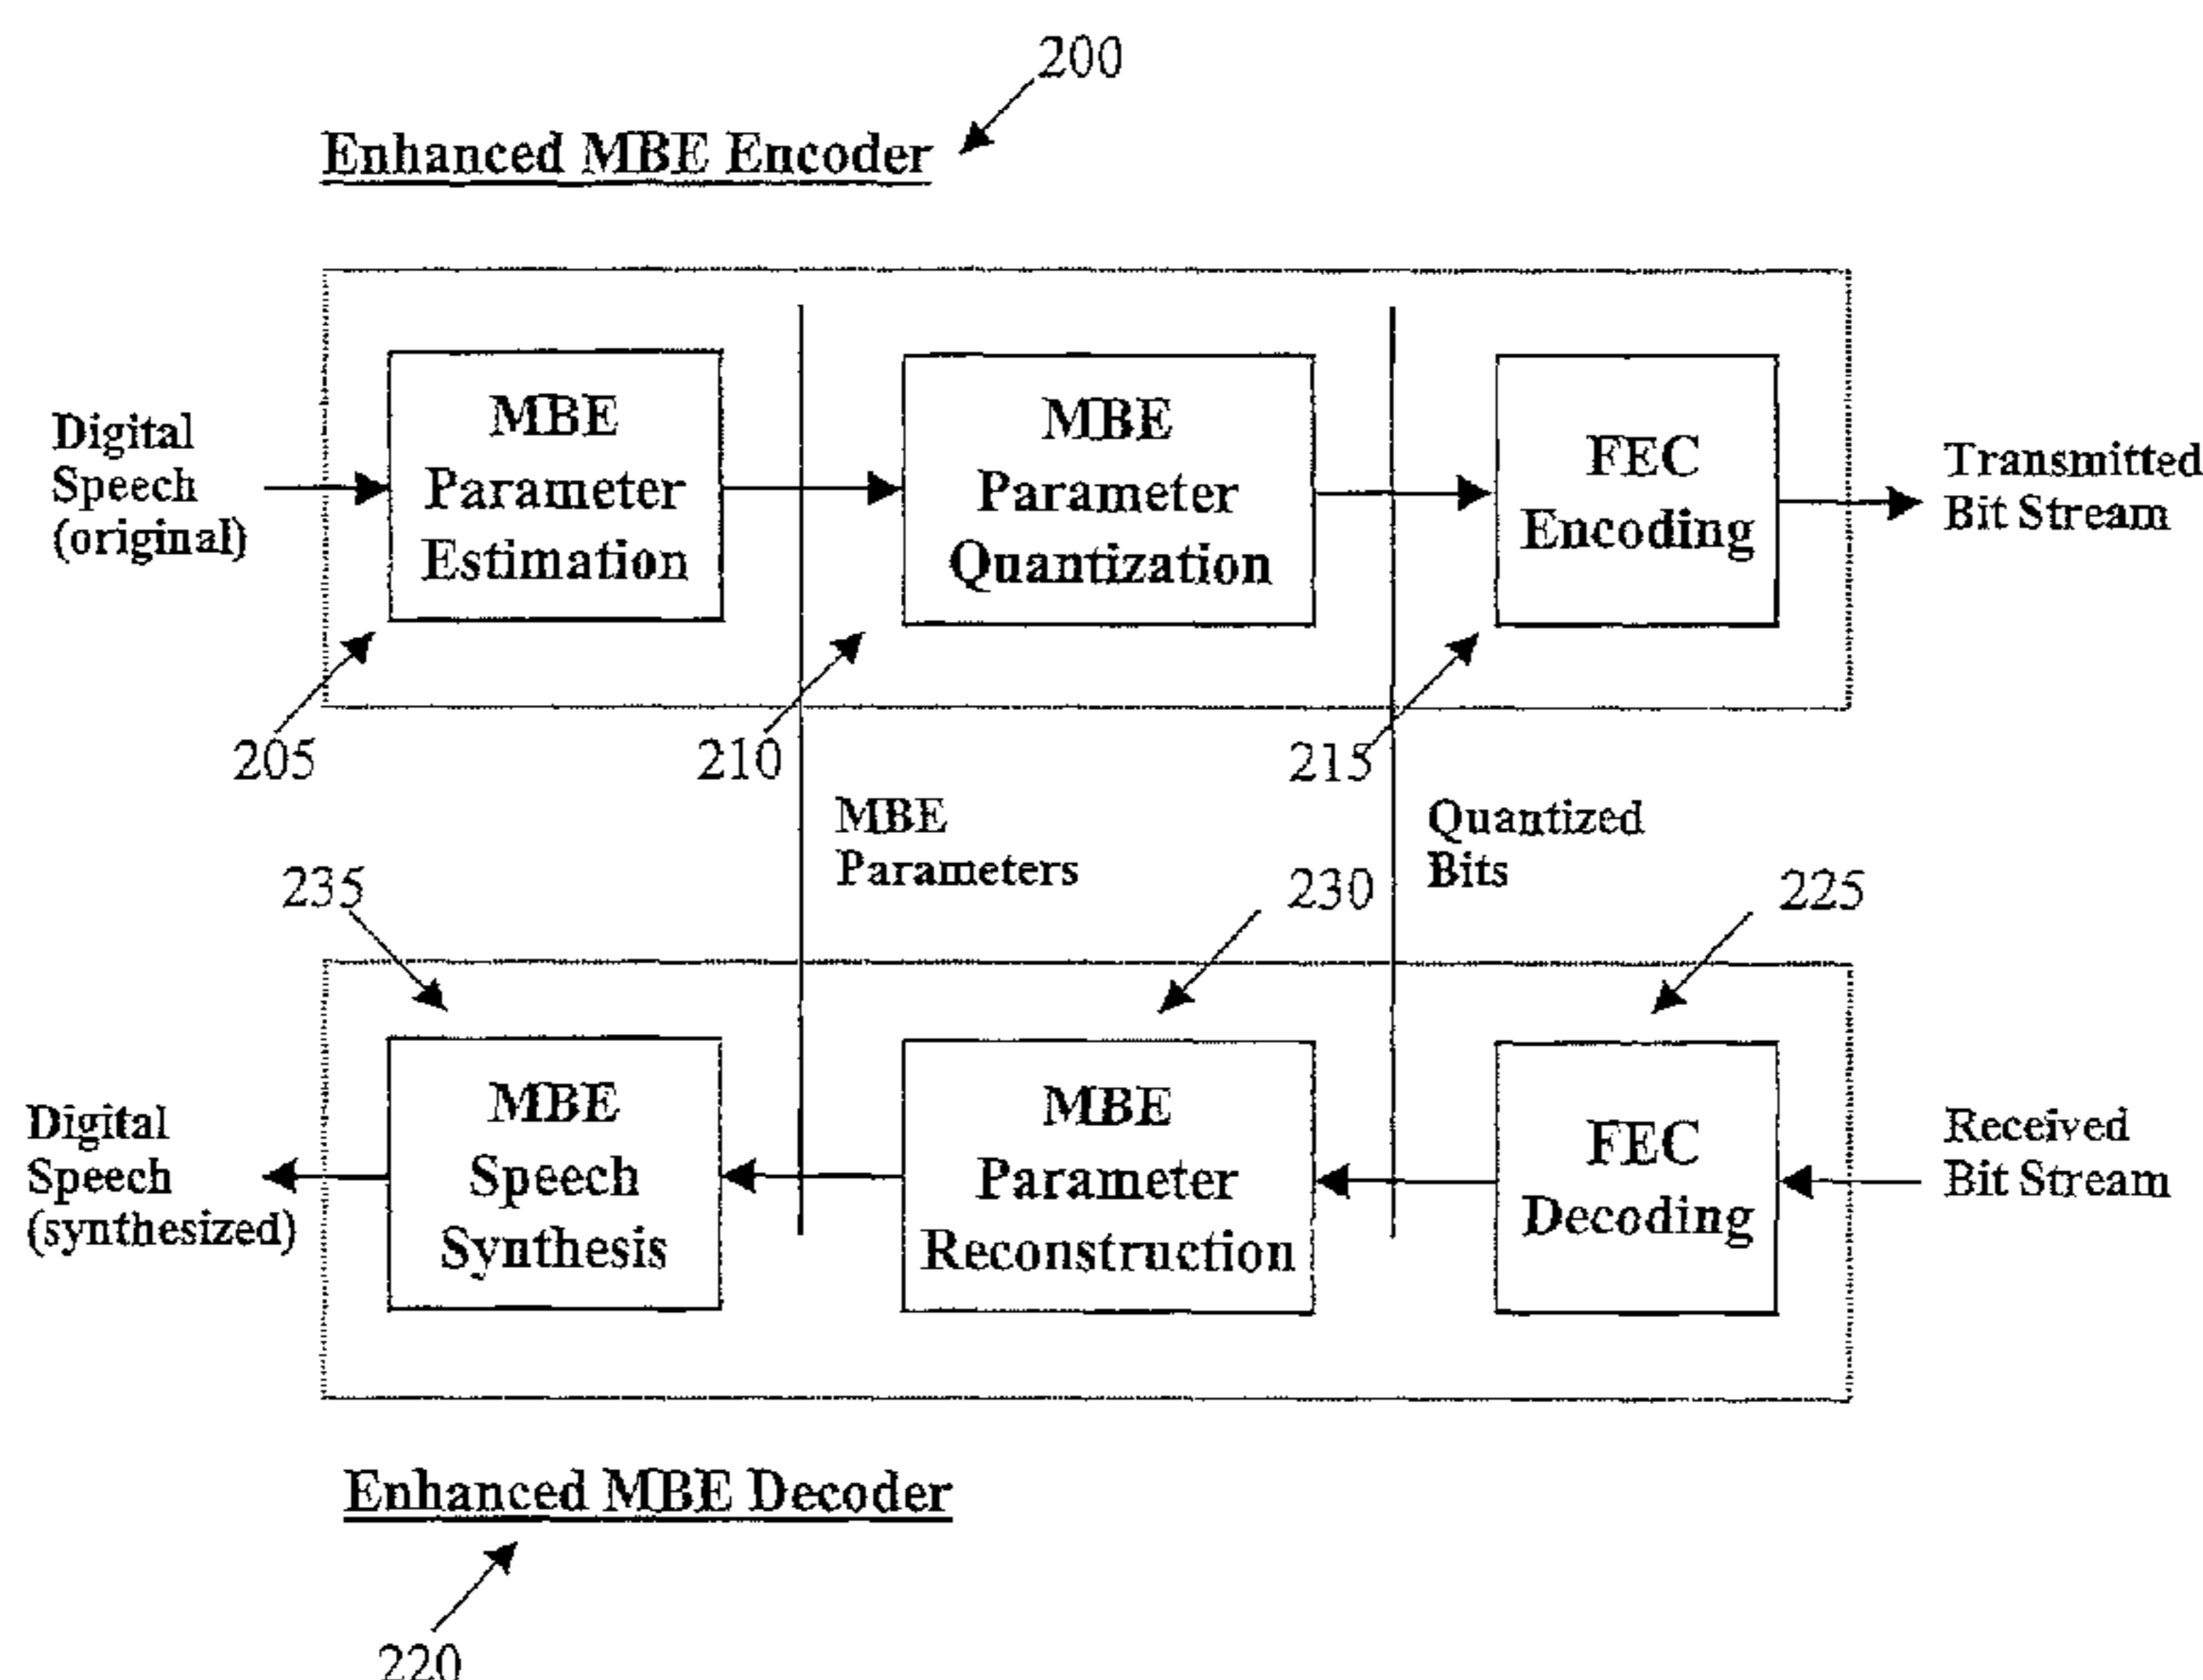 200
Enhanced MBE Encoder
Digital
Speech
(original)
MBE
Parameter
Estimation
MBE
Parameter
Quantization
FEC
Encoding
Transmitted
Bit Stream
205
210
215
MBE
Parameters
Quantized
Bits
235
230
225
Digital
Speech
(synthesized)
MBE
Speech
Synthesis
MBE
Parameter
Reconstruction
FEC
Decoding
Received
Bit Stream
Enhanced MBE Decoder
220